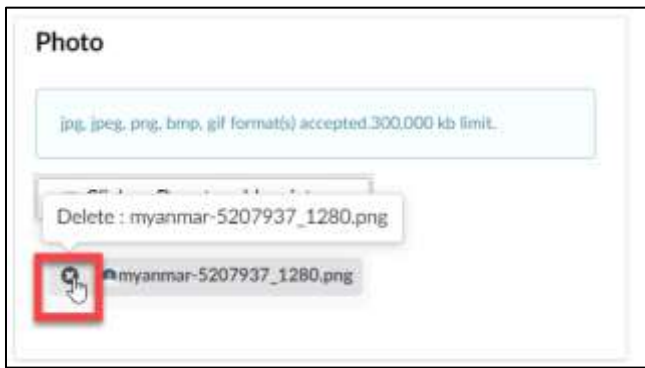 Photo
jpg, jpeg, png, bmp, gif format(s) accepted.300,000 kb limit.
Delete : myanmar-5207937_1280.png
myanmar-5207937_1280.png